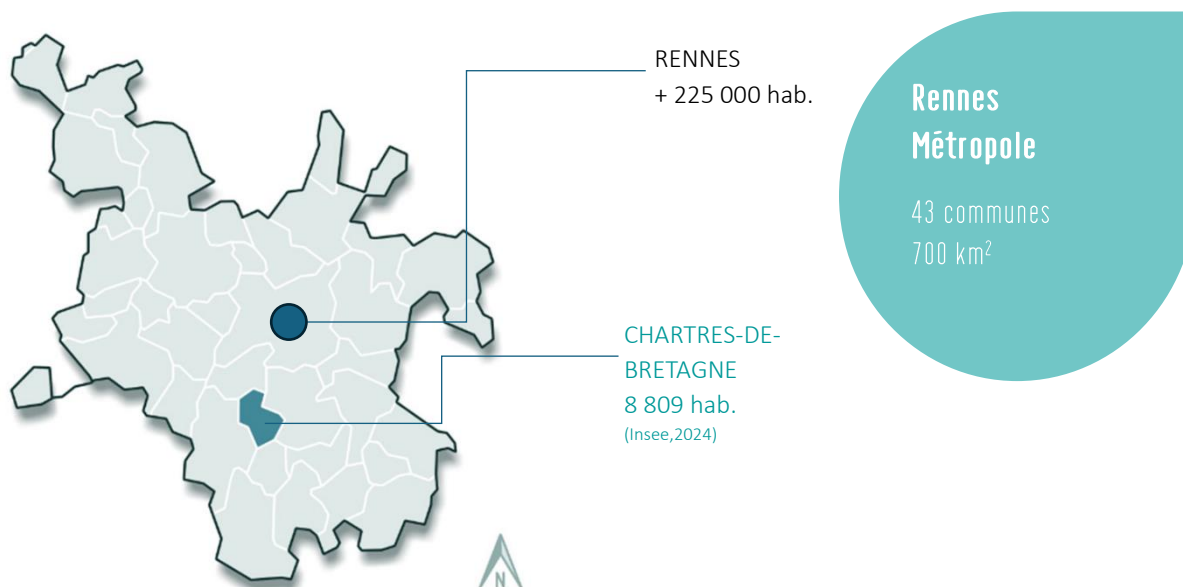 RENNES
+ 225 000 hab.
Rennes
Métropole
43 communes
700 km²
CHARTRES-DE-
BRETAGNE
8 809 hab.
(Insee,2024)
N